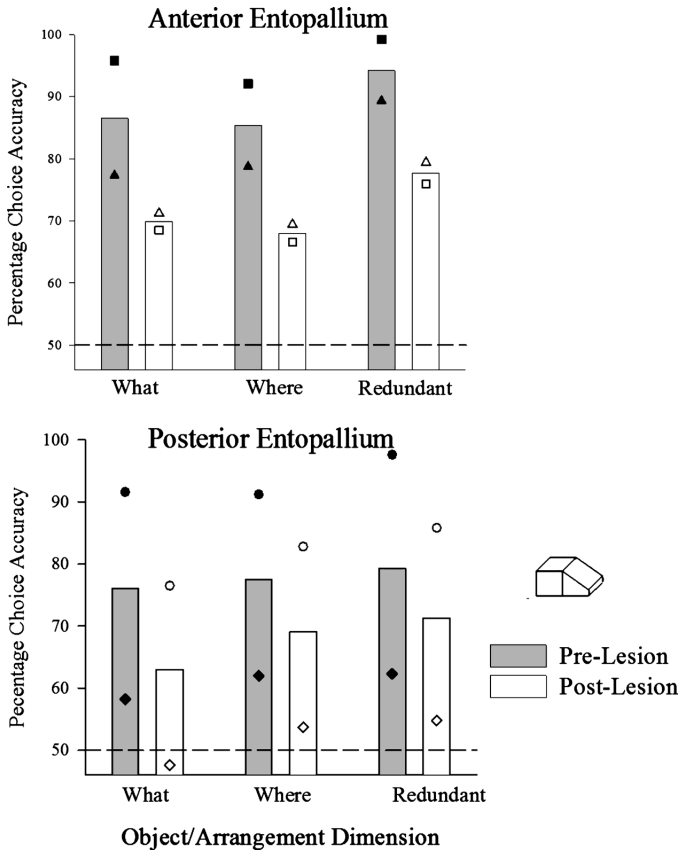 Anterior Entopallium
Percentage Choice Accuracy
100
90
80
70
60
50
What Where Redundant
Posterior Entopallium
Pecentage Choice Accuracy
100
90
80
70
60
50
What Where Redundant
Pre-Lesion
Post-Lesion
Object/Arrangement Dimension